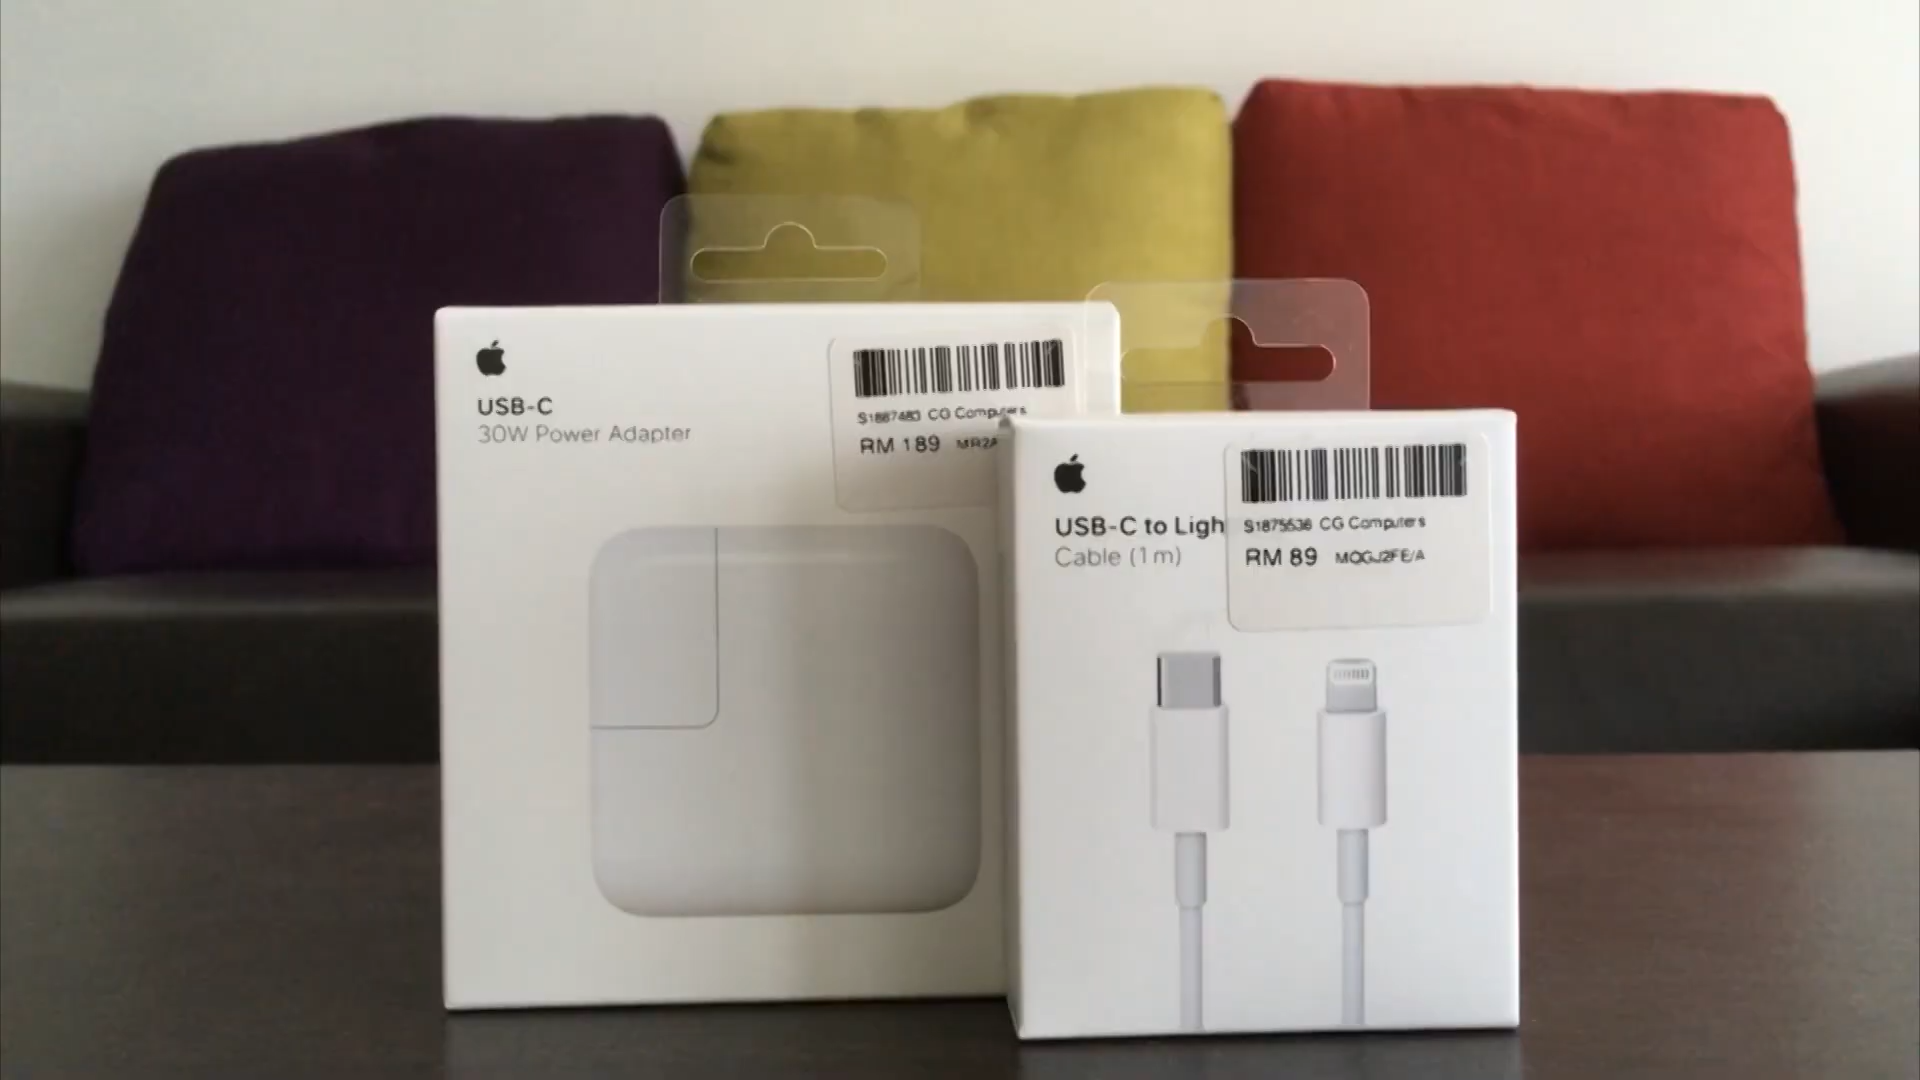 USB-C
30W Power Adapter
S1887483 CG Computers
RM 189
USB-C to Ligh
Cable (1 m)
S1875536 CG Computers
RM 89 MQGJ2FE/A